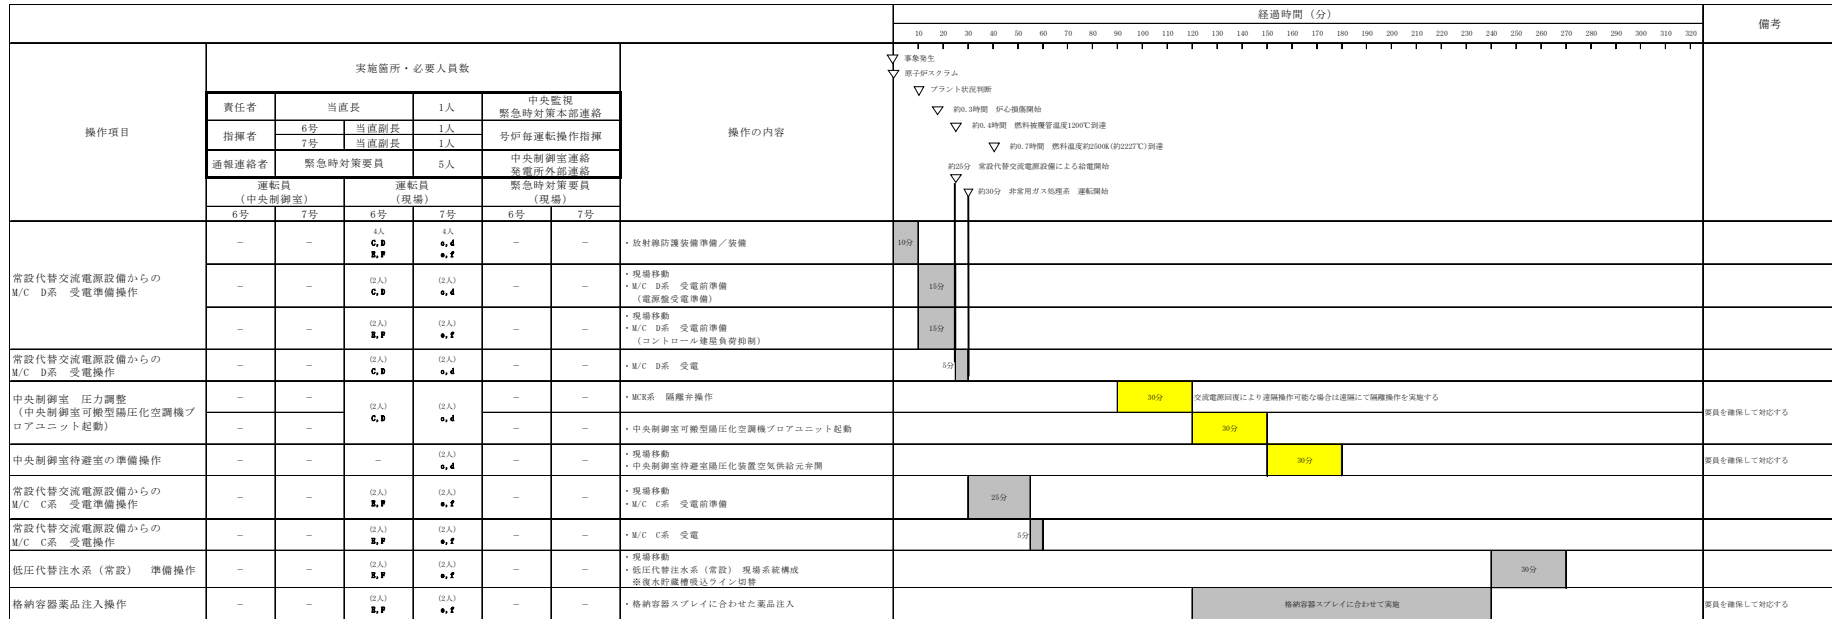 経過時間（分）
備考
10 20 30 40 50 60 70 80 90 100 110 120 130 140 150 160 170 180 190 200 210 220 230 240 250 260 270 280 290 300 310 320
操作項目
実施箇所・必要人員数
操作の内容
責任者 当直長 1人 中央監視
緊急時対策本部連絡
指揮者 6号 当直副長 1人 号炉毎運転操作指揮
7号 当直副長 1人
通報連絡者 緊急時対策要員 5人 中央制御室連絡
発電所外部連絡
運転員
（中央制御室）
運転員
（現場）
緊急時対策要員
（現場）
6号 7号 6号 7号 6号 7号
事象発生
原子炉スクラム
プラント状況判断
約0.3時間 炉心損傷開始
約0.4時間 燃料被覆管温度1200℃到達
約0.7時間 燃料温度約2500K(約2227℃)到達
約25分 常設代替交流電源設備による給電開始
約30分 非常用ガス処理系 運転開始
常設代替交流電源設備からの
M/C D系 受電準備操作
－ － 4人 4人 － －
C,D c,d
E,F e,f
・放射線防護装備準備／装備
10分
－ － (2人) (2人) － －
C,D c,d
・現場移動
・M/C D系 受電前準備
（電源盤受電準備）
15分
－ － (2人) (2人) － －
E,F e,f
・現場移動
・M/C D系 受電前準備
（コントロール建屋負荷抑制）
15分
常設代替交流電源設備からの
M/C D系 受電操作
－ － (2人) (2人) － －
C,D c,d
・M/C D系 受電
5分
中央制御室 圧力調整
（中央制御室可搬型陽圧化空調機ブ
ロアユニット起動）
－ － (2人) (2人) － －
C,D c,d
・MCR系 隔離弁操作
30分
交流電源回復により遠隔操作可能な場合は遠隔にて隔離操作を実施する
要員を確保して対応する
－ － － －
・中央制御室可搬型陽圧化空調機ブロアユニット起動
30分
中央制御室待避室の準備操作
－ － － (2人) － －
c,d
・現場移動
・中央制御室待避室陽圧化装置空気供給元弁開
30分
要員を確保して対応する
常設代替交流電源設備からの
M/C C系 受電準備操作
－ － (2人) (2人) － －
E,F e,f
・現場移動
・M/C C系 受電前準備
25分
常設代替交流電源設備からの
M/C C系 受電操作
－ － (2人) (2人) － －
E,F e,f
・M/C C系 受電
5分
低圧代替注水系（常設） 準備操作
－ － (2人) (2人) － －
E,F e,f
・現場移動
・低圧代替注水系（常設） 現場系統構成
※復水貯蔵槽吸込ライン切替
30分
格納容器薬品注入操作
－ － (2人) (2人) － －
E,F e,f
・格納容器スプレイに合わせた薬品注入
格納容器スプレイに合わせて実施
要員を確保して対応する